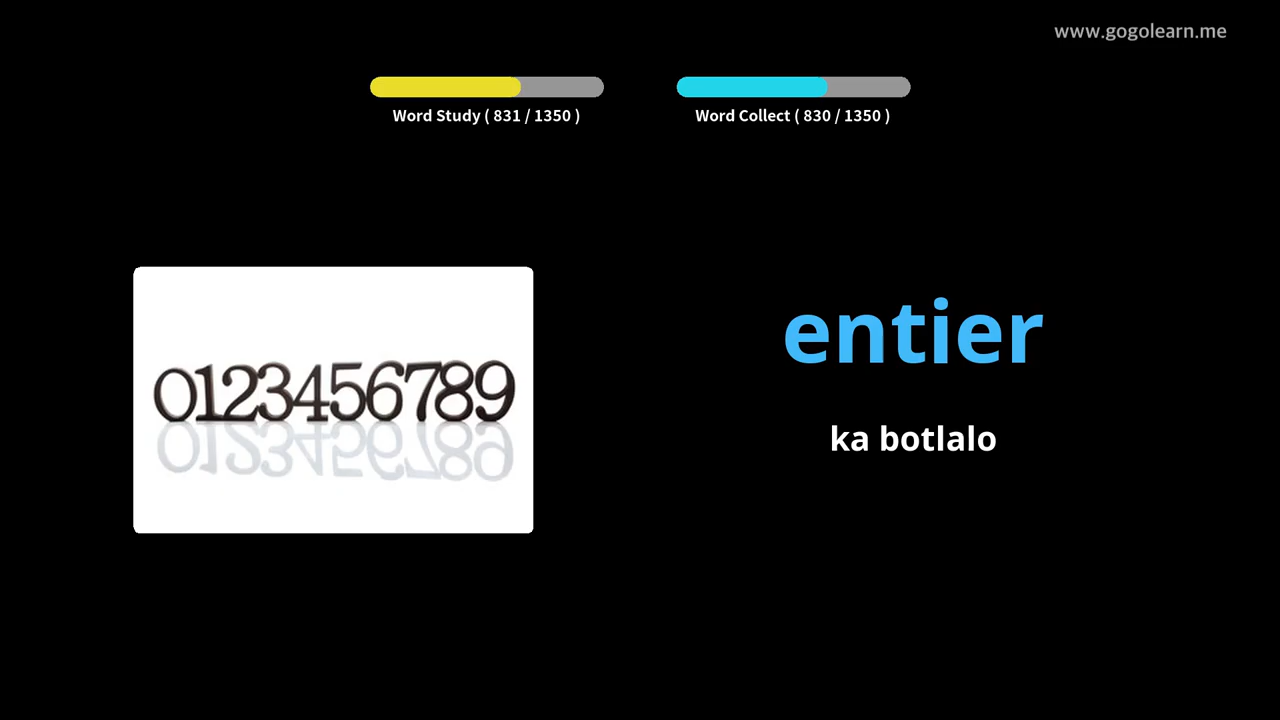 www.gogolearn.me
Word Study ( 831 / 1350 )
Word Collect ( 830 / 1350 )
0123456789
entier
ka botlalo